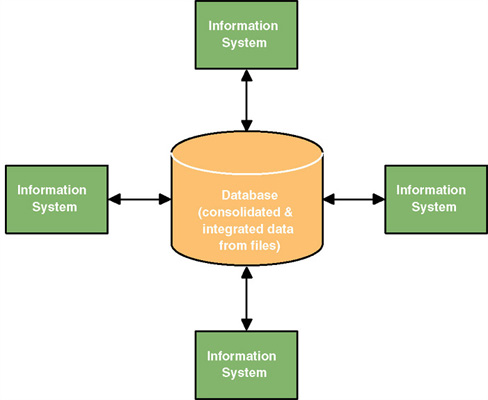 Information
System
Information
System
Database
(consolidated &
integrated data
from files)
Information
System
Information
System